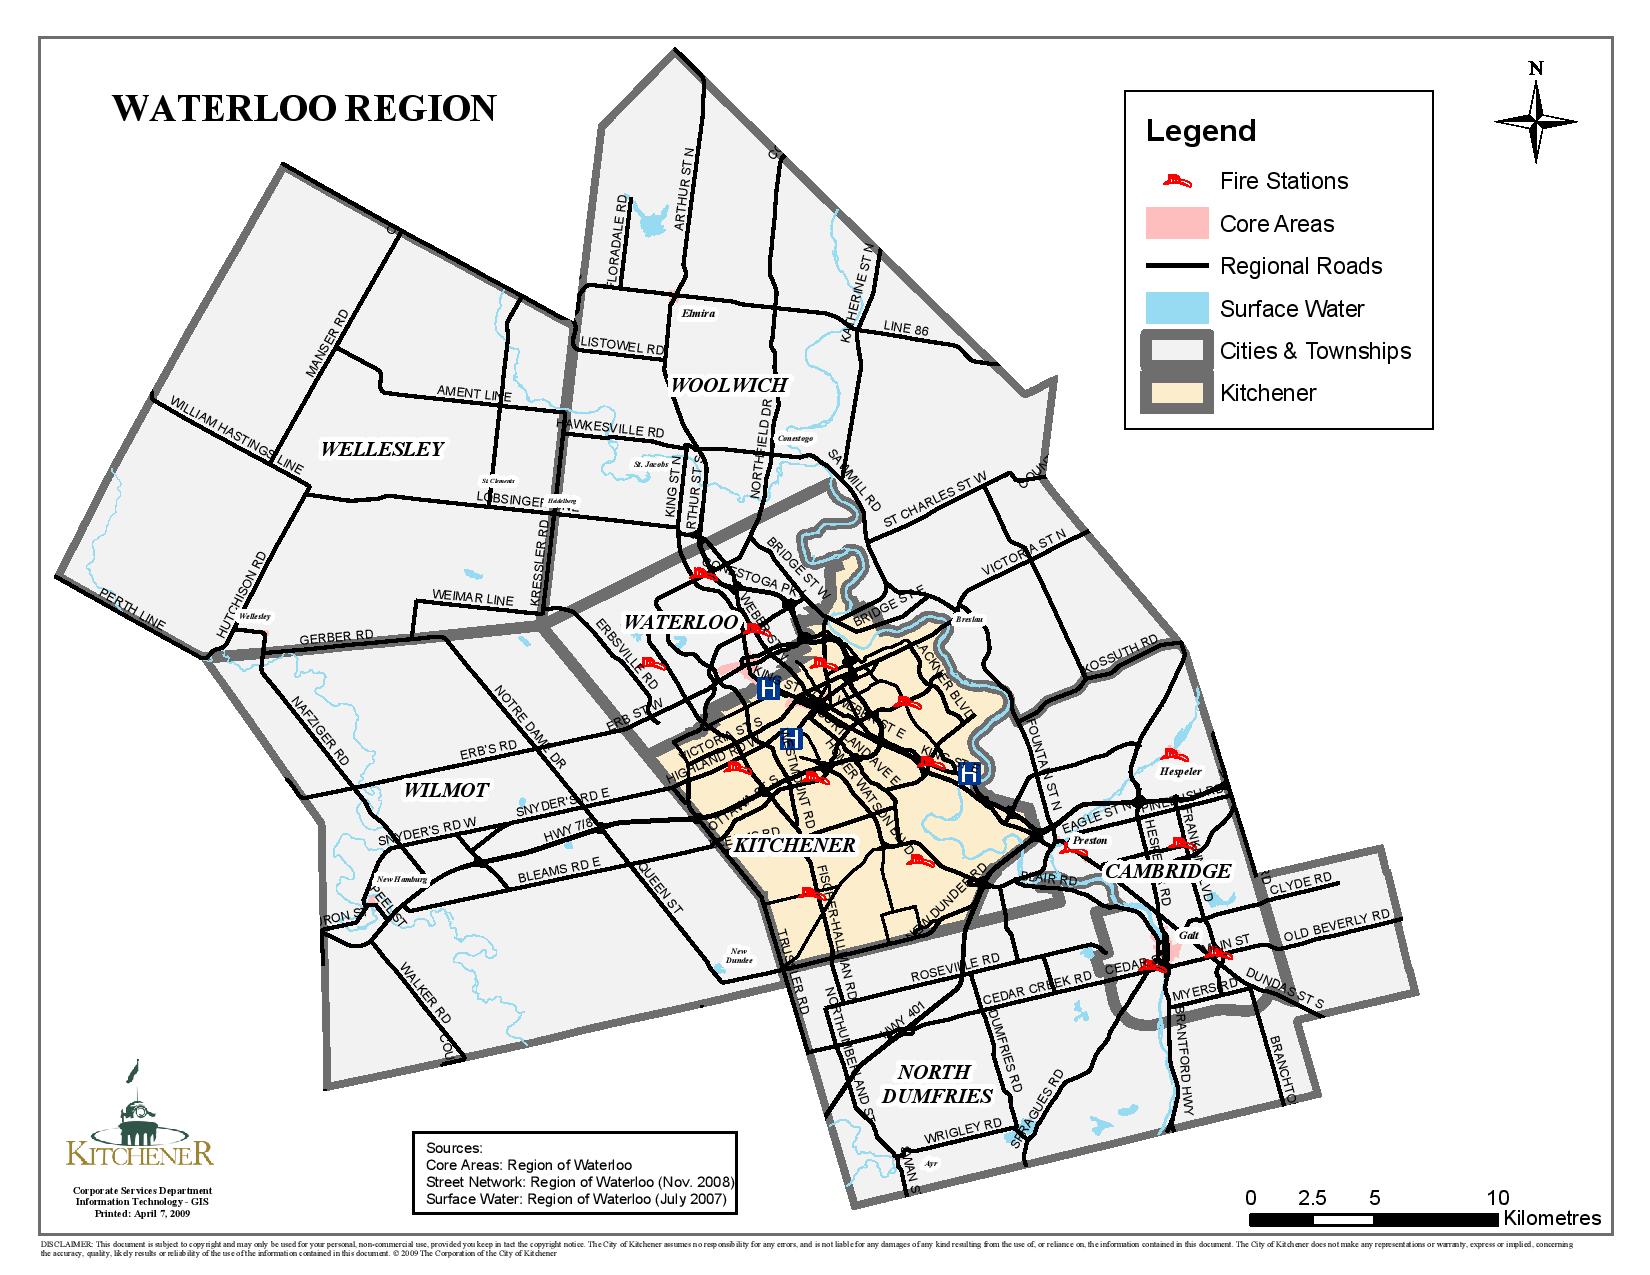 WATERLOO REGION
N
Legend
Fire Stations
Core Areas
Regional Roads
Surface Water
Cities & Townships
Kitchener
ARTHUR ST N
LORADALE RD
KATHERINE ST N
LINE 86
Elmira
LISTOWEL RD
WOOLWICH
MANSER RD
AMENT LINE
WILLIAM HASTINGS LINE
HAWKESVILLE RD
NORTHFIELD DR
Conestogo
WELLESLEY
St. Jacobs
KING ST N
RTHUR ST S
SAWMILL RD
ST CHARLES ST W
COUN
St. Clements
LOBSINGER LINE
Heidelberg
VICTORIA ST N
BRIDGE ST W
KRESSLER RD
HUTCHISON RD
CONESTOGA PK
WEIMAR LINE
PERTH LINE
Wellesley
GERBER RD
WATERLOO
WEBER ST N
BRIDGE ST E
Breslau
ERBSVILLE RD
KOSSUTH RD
LACKNER BLVD
KING ST
NAFZIGER RD
NOTRE DAME DR
ERB ST W
ERB'S RD
H
VICTORIA ST S
HIGHLAND RD W
WEBER ST E
H
KING ST E
H
FOUNTAIN ST N
Hespeler
WILMOT
SNYDER'S RD E
SNYDER'S RD W
HWY 7/8
HOMER WATSON BLVD
EAGLE ST N
PINEBUSH RD
KITCHENER
Preston
BLEAMS RD E
QUEEN ST
CAMBRIDGE
New Hamburg
PEEL ST
BLAIR RD
CLYDE RD
FISCHER-HALLMAN RD
NEW DUNDEE RD
OLD BEVERLY RD
Galt
New
Dundee
TRUSSLER RD
ROSEVILLE RD
WALKER RD
COU
CEDAR CREEK RD
CEDAR
MYERS RD
DUNDAS ST S
HWY 401
NORTHUMBERLAND ST
DUMFRIES RD
BRANTFORD HWY
BRANCHTO
NORTH
DUMFRIES
SPRAGUES RD
WRIGLEY RD
SWAN S
Ayr
KITCHENER
Corporate Services Department
Information Technology - GIS
Printed: April 7, 2009
Sources:
Core Areas: Region of Waterloo
Street Network: Region of Waterloo (Nov. 2008)
Surface Water: Region of Waterloo (July 2007)
0 2.5 5 10
Kilometres
DISCLAIMER: This document is subject to copyright and may only be used for your personal, non-commercial use, provided you keep in tact the copyright notice. The City of Kitchener assumes no responsibility for any errors, and is not liable for any damages of any kind resulting from the use of, or reliance on, the information contained in this document. The City of Kitchener does not make any representations or warranty, express or implied, concerning
the accuracy, quality, likely results or reliability of the use of the information contained in this document. © 2009 The Corporation of the City of Kitchener